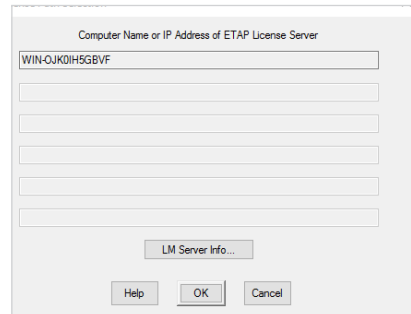 Computer Name or IP Address of ETAP License Server
WIN-OJK0IH5GBVF
LM Server Info...
Help OK Cancel